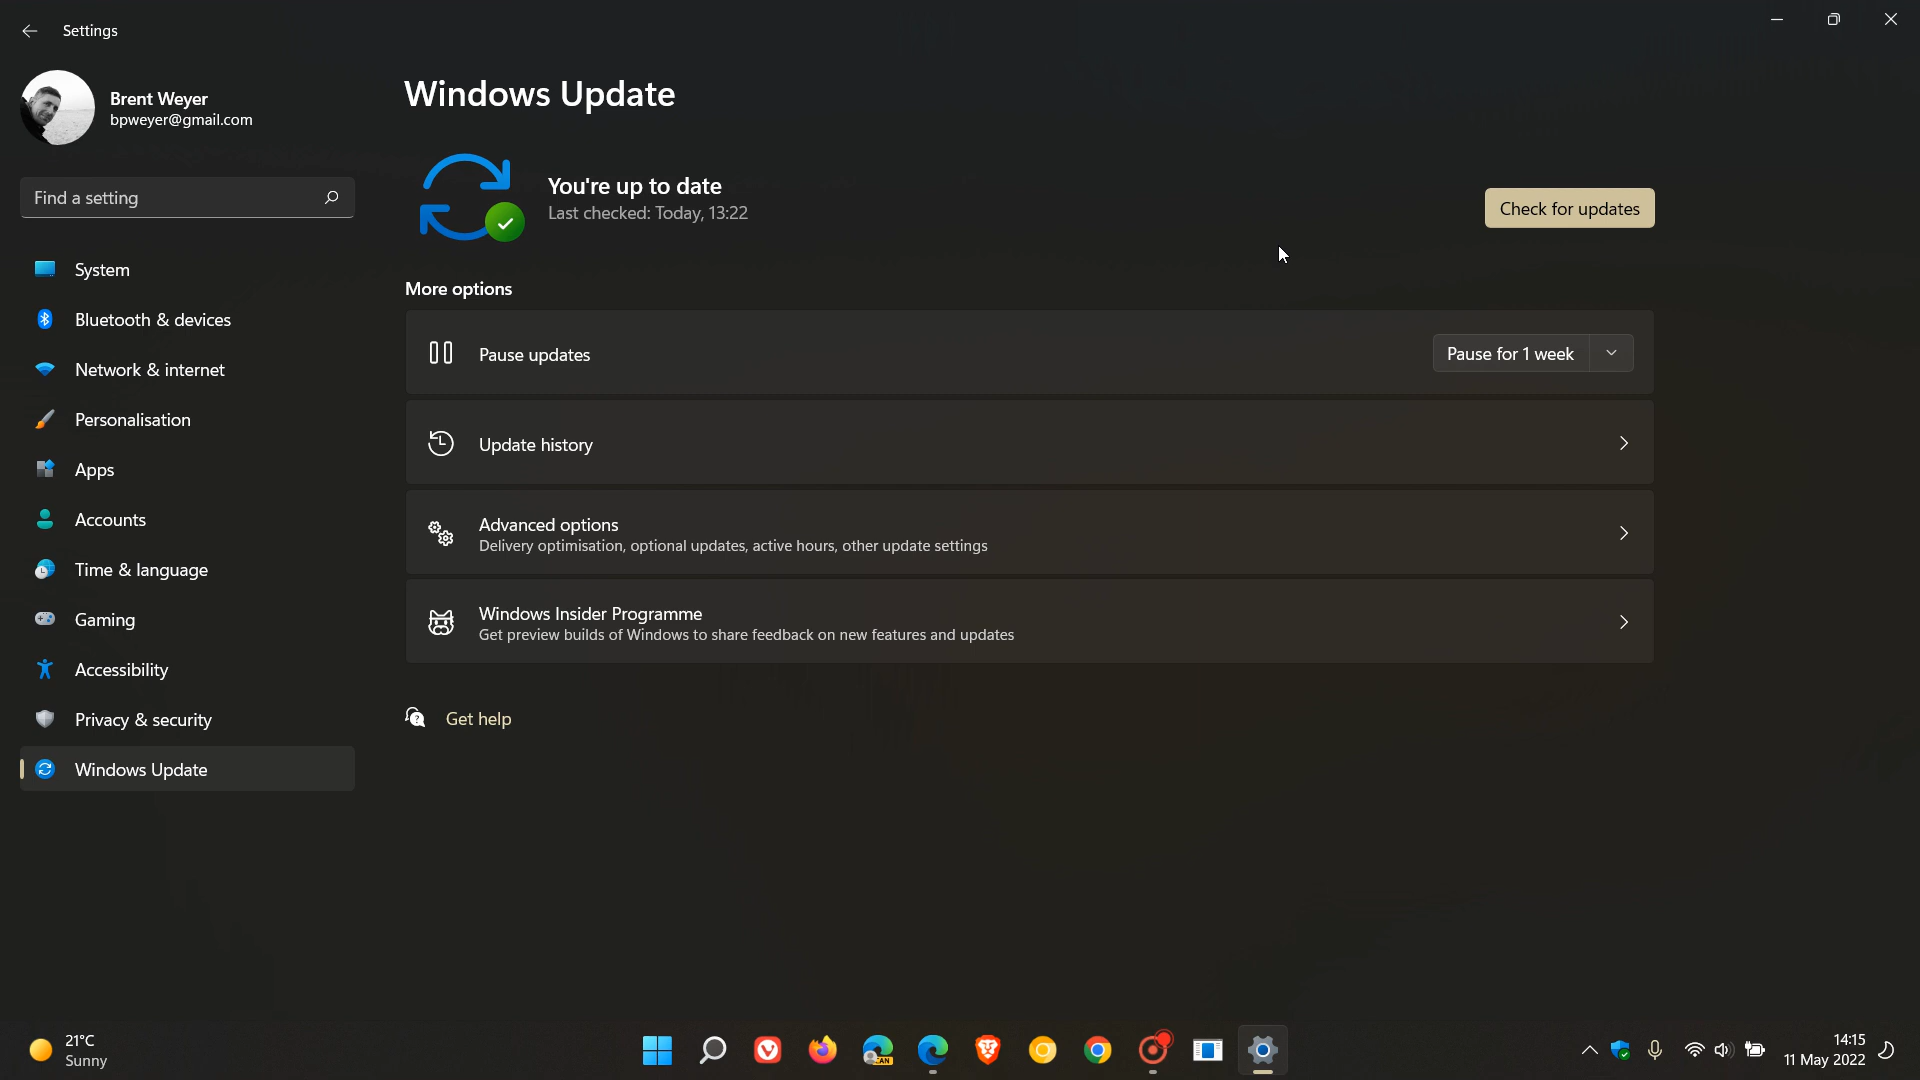 Settings
Brent Weyer
bpweyer@gmail.com
Find a setting
System
Bluetooth & devices
Network & internet
Personalisation
Apps
Accounts
Time & language
Gaming
Accessibility
Privacy & security
Windows Update
Windows Update
You're up to date
Last checked: Today, 13:22
Check for updates
More options
Pause updates
Pause for 1 week
Update history
Advanced options
Delivery optimisation, optional updates, active hours, other update settings
Windows Insider Programme
Get preview builds of Windows to share feedback on new features and updates
Get help
21°C
Sunny
CAN
14:15
11 May 2022